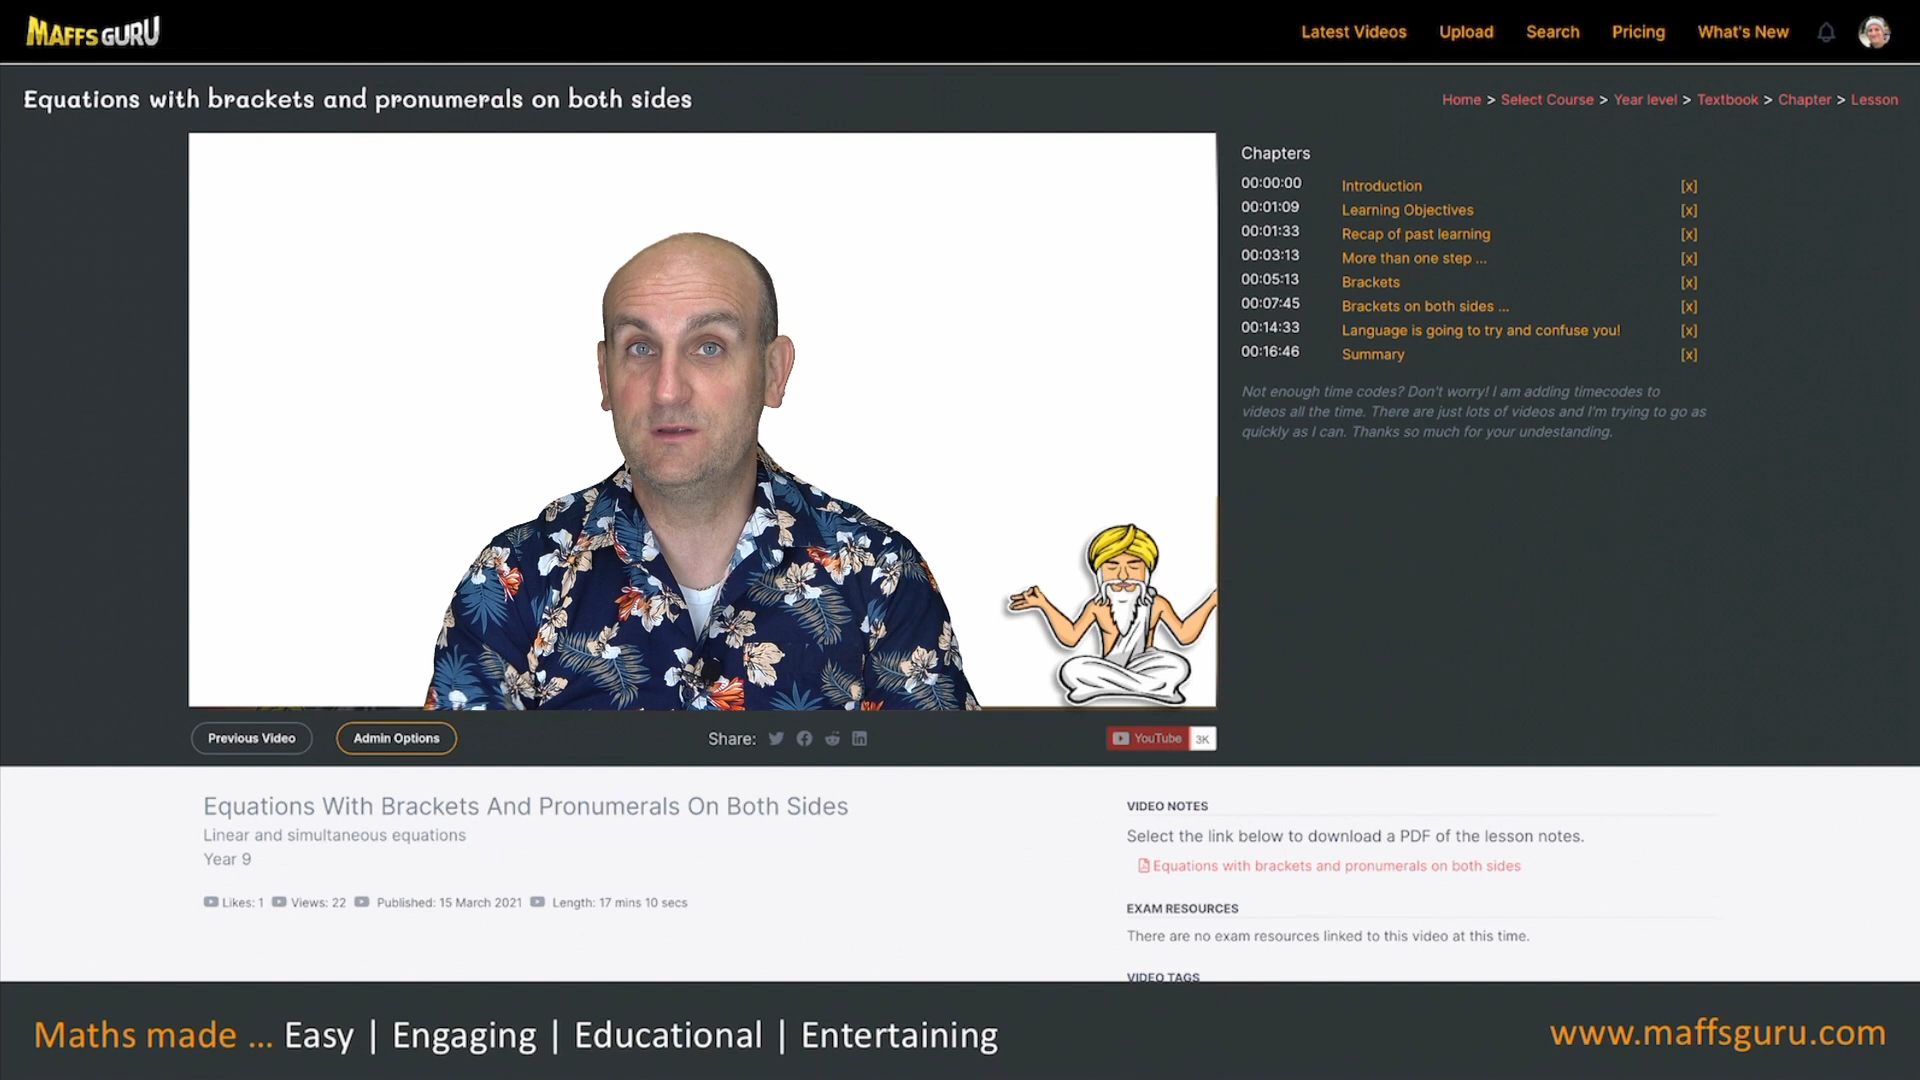 MAFFSGURU
Latest Videos
Upload
Search
Pricing
What's New
Equations with brackets and pronumerals on both sides
Home > Select Course > Year level > Textbook > Chapter > Lesson
Chapters
00:00:00 Introduction [x]
00:01:09 Learning Objectives [x]
00:01:33 Recap of past learning [x]
00:03:13 More than one step ... [x]
00:05:13 Brackets [x]
00:07:45 Brackets on both sides ... [x]
00:14:33 Language is going to try and confuse you! [x]
00:16:46 Summary [x]
Not enough time codes? Don't worry! I am adding timecodes to
videos all the time. There are just lots of videos and I'm trying to go as
quickly as I can. Thanks so much for your undestanding.
Previous Video
Admin Options
Share:
YouTube 3K
Equations With Brackets And Pronumerals On Both Sides
Linear and simultaneous equations
Year 9
Likes: 1 Views: 22 Published: 15 March 2021 Length: 17 mins 10 secs
VIDEO NOTES
Select the link below to download a PDF of the lesson notes.
Equations with brackets and pronumerals on both sides
EXAM RESOURCES
There are no exam resources linked to this video at this time.
VIDEO TAGS
Maths made ... Easy | Engaging | Educational | Entertaining
www.maffsguru.com